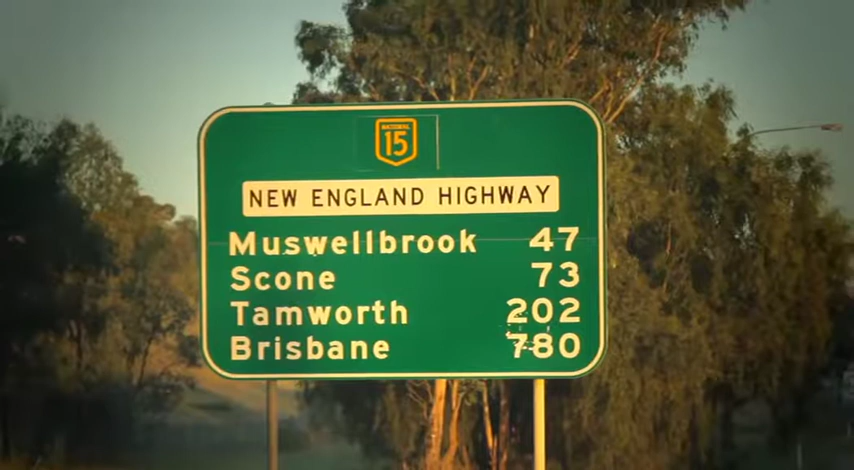 NATIONAL
15
NEW ENGLAND HIGHWAY
Muswellbrook 47
Scone 73
Tamworth 202
Brisbane 780